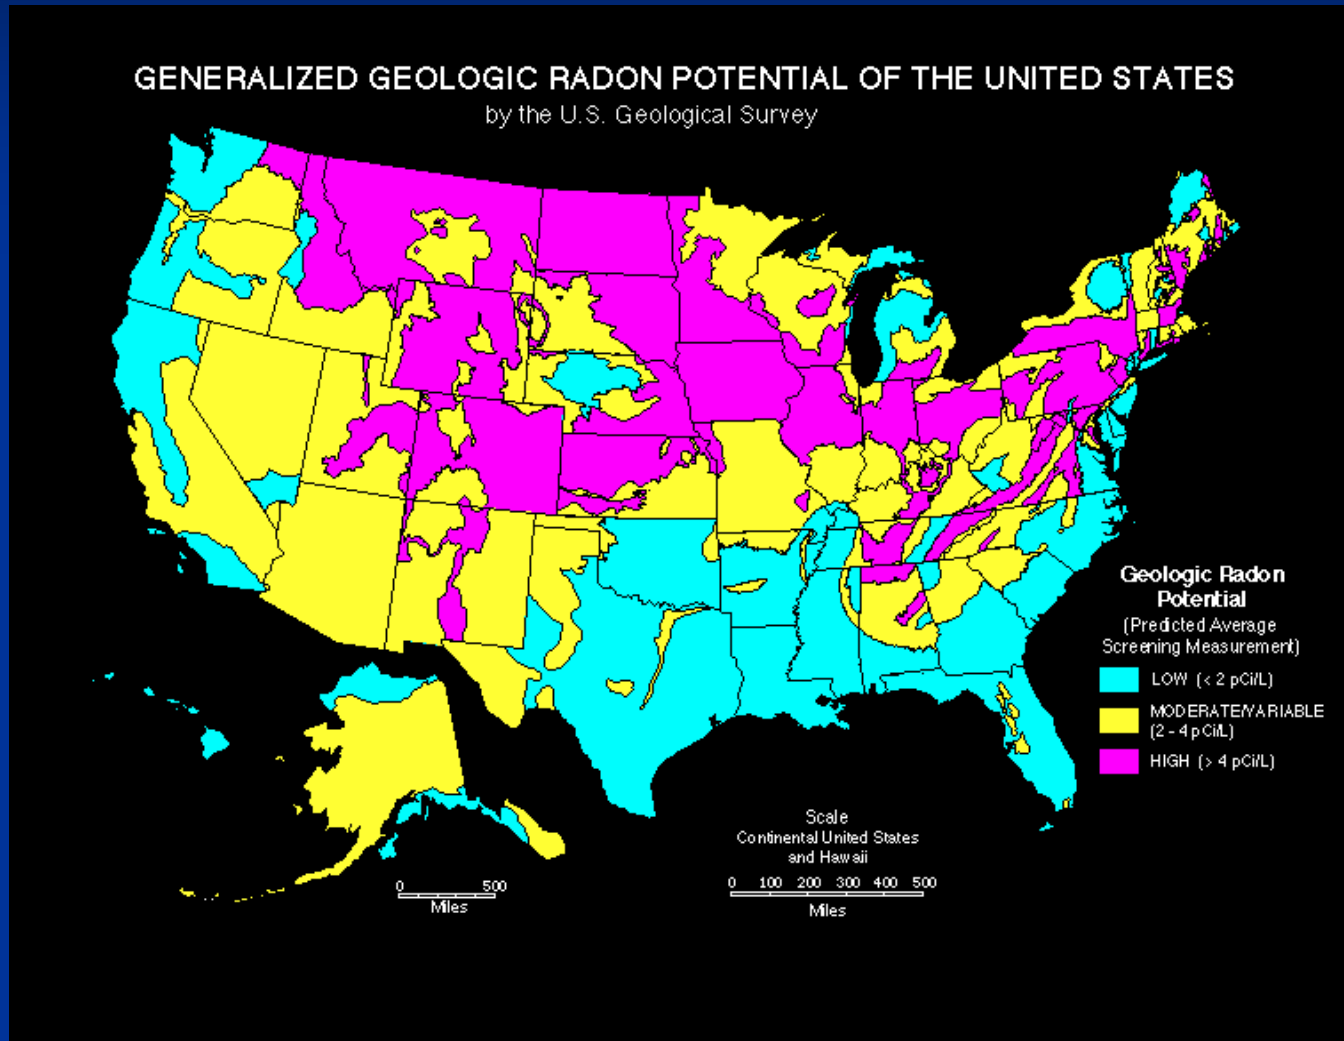 GENERALIZED GEOLOGIC RADON POTENTIAL OF THE UNITED STATES
by the U.S. Geological Survey
Geologic Radon
Potential
(Predicted Average
Screening Measurement)
LOW (< 2 pCi/L)
MODERATE/VARIABLE
(2 - 4 pCi/L)
HIGH (> 4 pCi/L)
Scale
Continental United States
and Hawaii
0 100 200 300 400 500
Miles
0 500
Miles